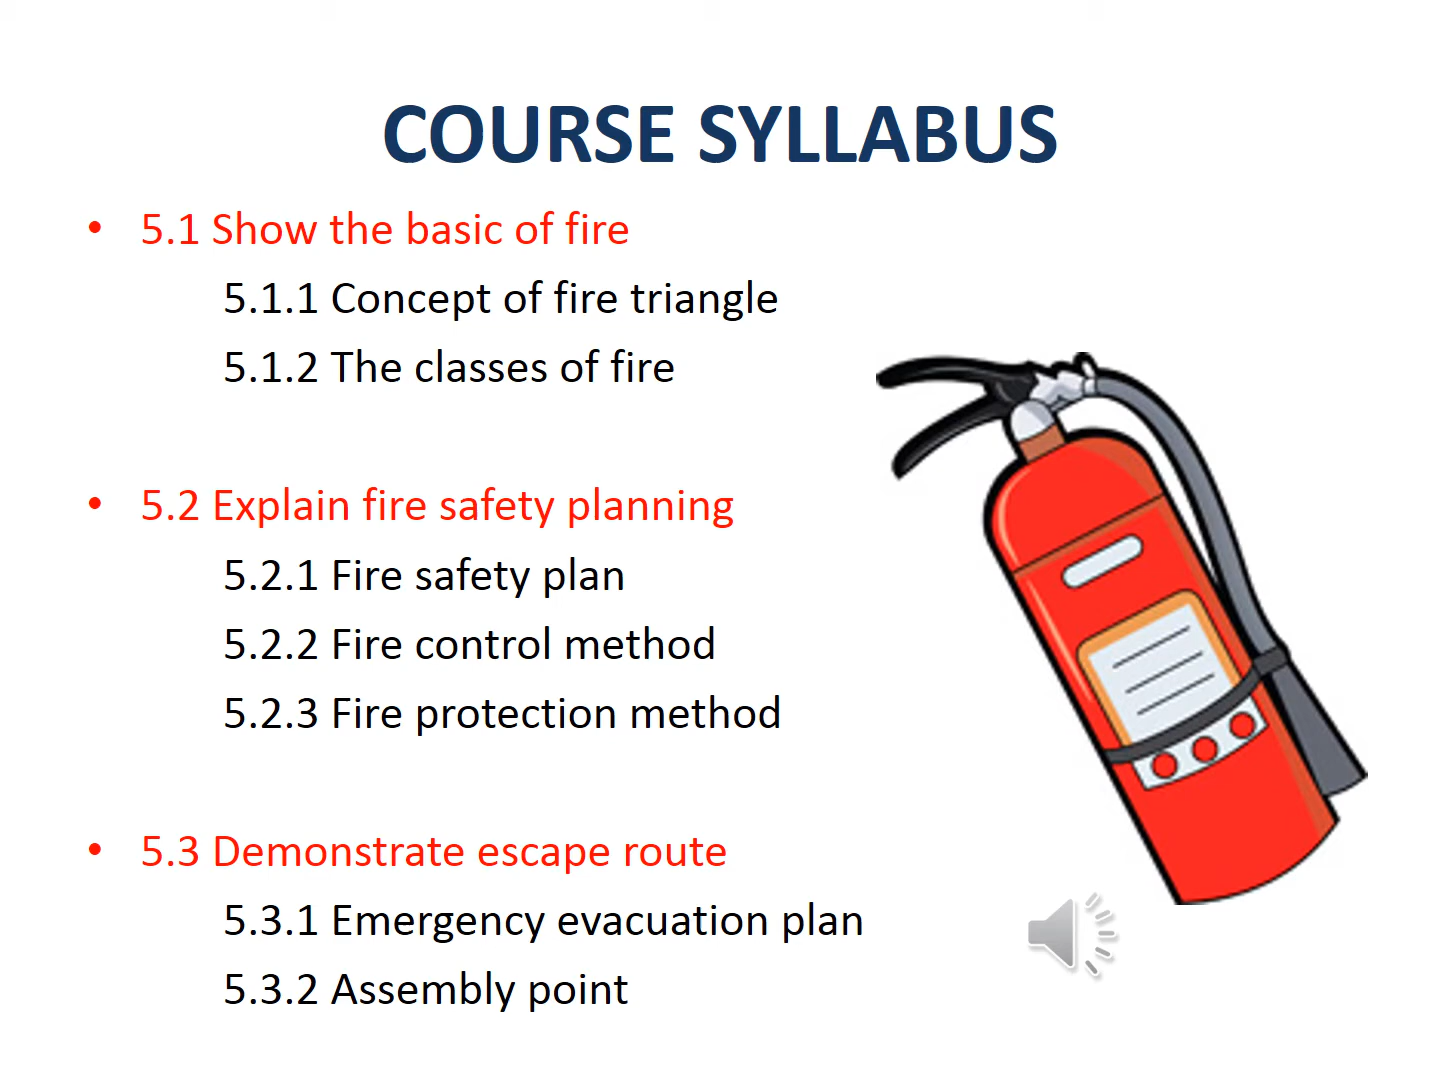 COURSE SYLLABUS
• 5.1 Show the basic of fire
5.1.1 Concept of fire triangle
5.1.2 The classes of fire
• 5.2 Explain fire safety planning
5.2.1 Fire safety plan
5.2.2 Fire control method
5.2.3 Fire protection method
• 5.3 Demonstrate escape route
5.3.1 Emergency evacuation plan
5.3.2 Assembly point